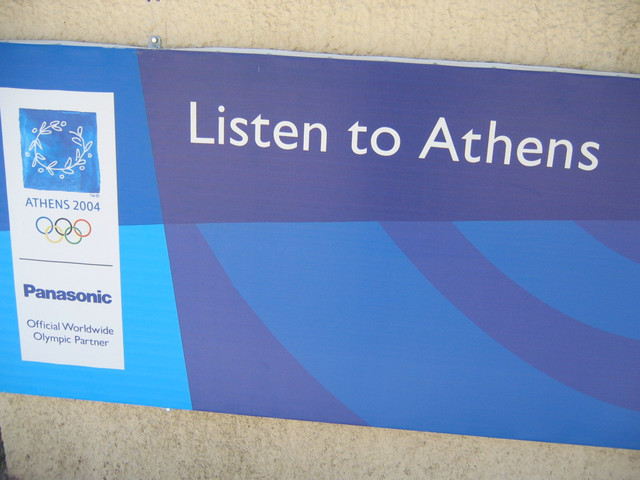 Listen to Athens
ATHENS 2004
Panasonic
Official Worldwide
Olympic Partner